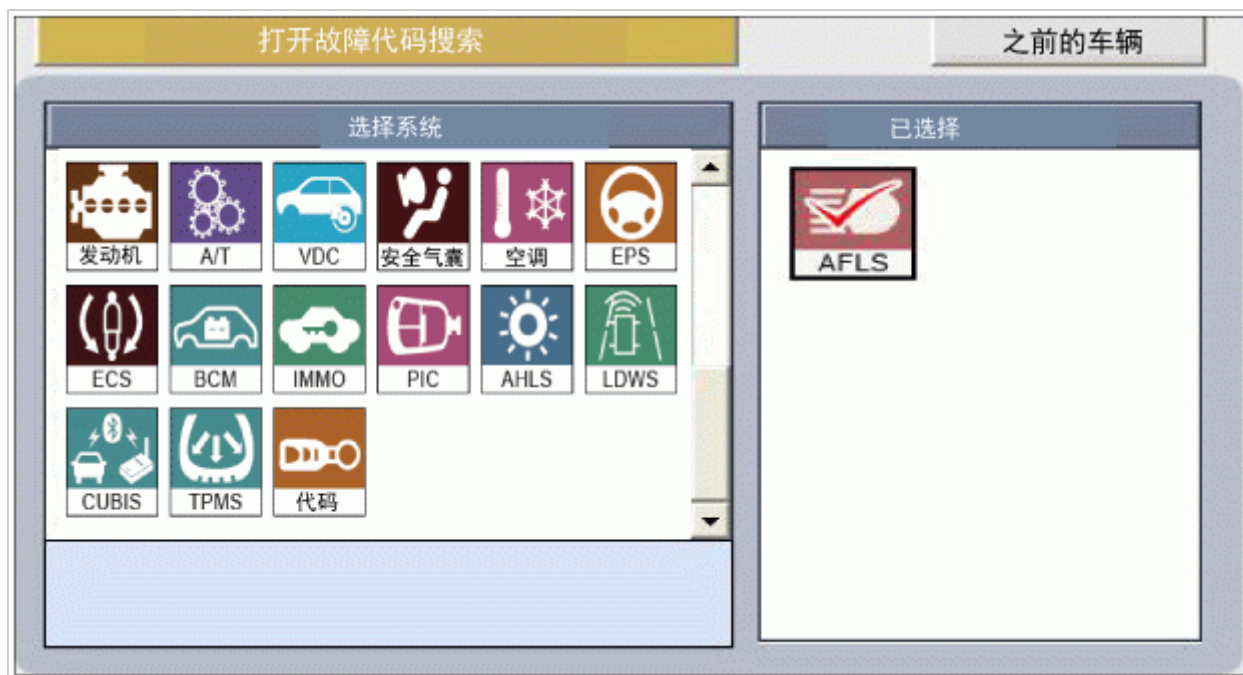 打开故障代码搜索
之前的车辆
选择系统
已选择
发动机 A/T VDC 安全气囊 空调 EPS
AFLS
ECS BCM IMMO PIC AHLS LDWS
CUBIS TPMS 代码